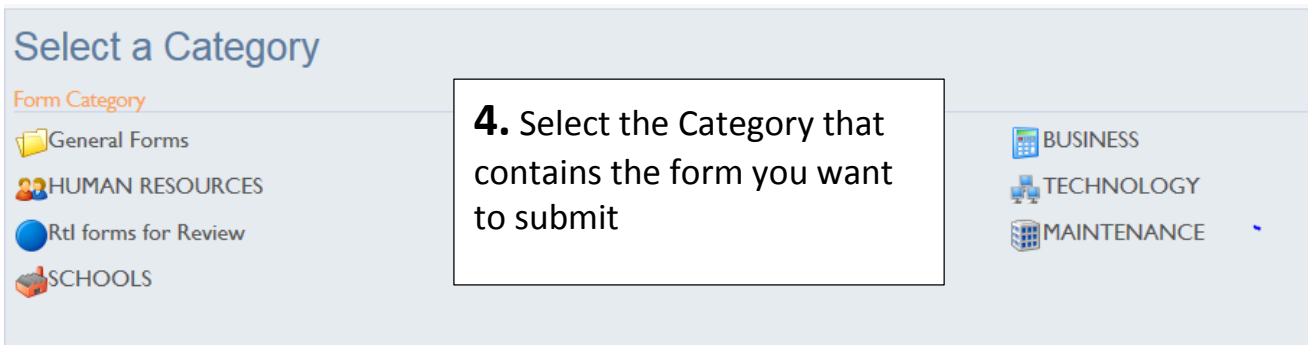 Select a Category
Form Category
General Forms
HUMAN RESOURCES
RtI forms for Review
SCHOOLS
4. Select the Category that
contains the form you want
to submit
BUSINESS
TECHNOLOGY
MAINTENANCE